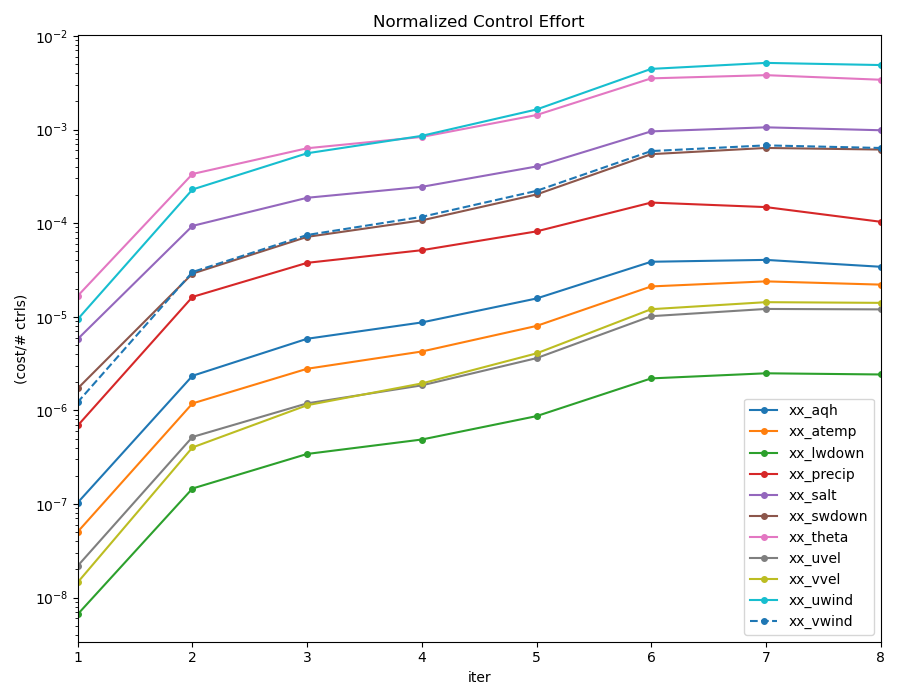 Normalized Control Effort
10⁻²
10⁻³
10⁻⁴
10⁻⁵
10⁻⁶
10⁻⁷
10⁻⁸
(cost/# ctrls)
xx_aqh
xx_atemp
xx_lwdown
xx_precip
xx_salt
xx_swdown
xx_theta
xx_uvel
xx_vvel
xx_uwind
xx_vwind
1 2 3 4 5 6 7 8
iter